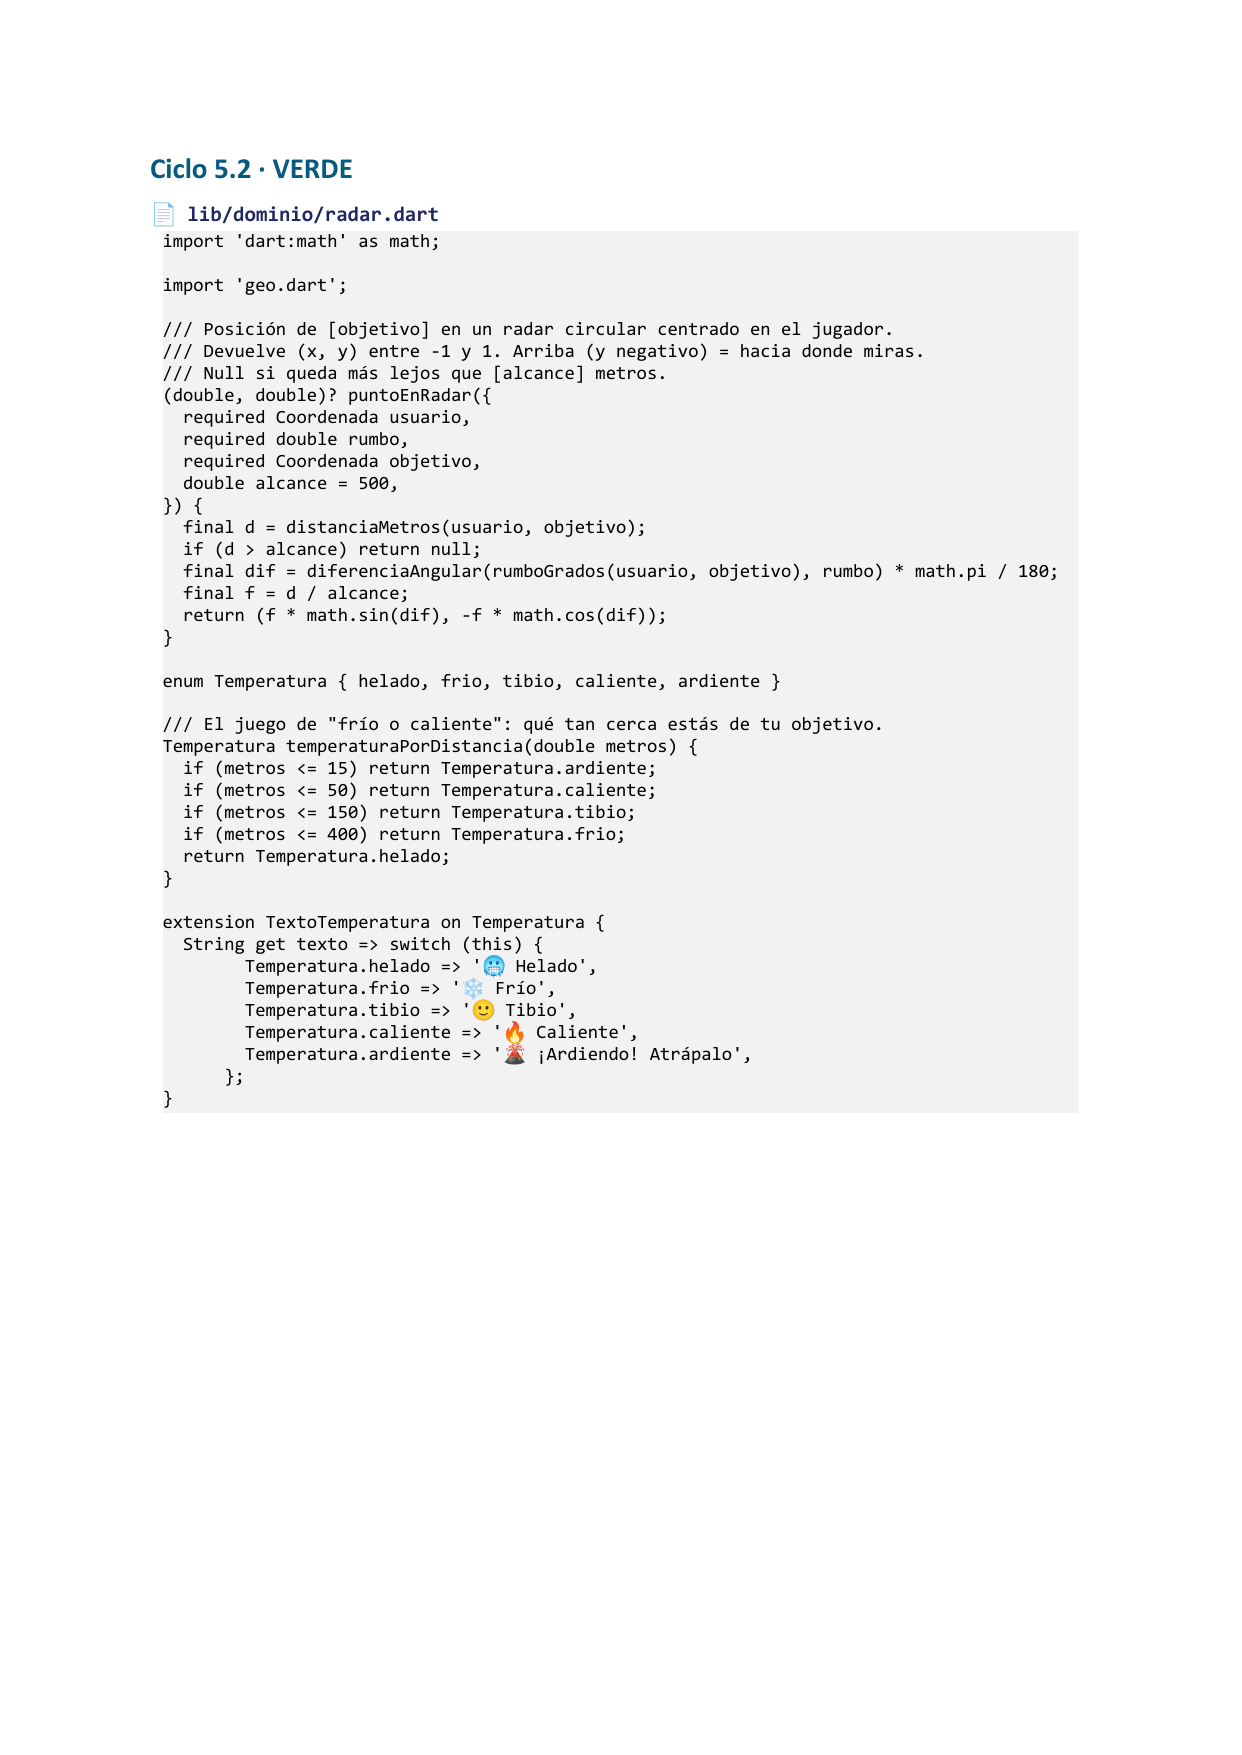 Ciclo 5.2 · VERDE
📄 lib/dominio/radar.dart
import 'dart:math' as math;

import 'geo.dart';

/// Posición de [objetivo] en un radar circular centrado en el jugador.
/// Devuelve (x, y) entre -1 y 1. Arriba (y negativo) = hacia donde miras.
/// Null si queda más lejos que [alcance] metros.
(double, double)? puntoEnRadar({
  required Coordenada usuario,
  required double rumbo,
  required Coordenada objetivo,
  double alcance = 500,
}) {
  final d = distanciaMetros(usuario, objetivo);
  if (d > alcance) return null;
  final dif = diferenciaAngular(rumboGrados(usuario, objetivo), rumbo) * math.pi / 180;
  final f = d / alcance;
  return (f * math.sin(dif), -f * math.cos(dif));
}

enum Temperatura { helado, frio, tibio, caliente, ardiente }

/// El juego de "frío o caliente": qué tan cerca estás de tu objetivo.
Temperatura temperaturaPorDistancia(double metros) {
  if (metros <= 15) return Temperatura.ardiente;
  if (metros <= 50) return Temperatura.caliente;
  if (metros <= 150) return Temperatura.tibio;
  if (metros <= 400) return Temperatura.frio;
  return Temperatura.helado;
}

extension TextoTemperatura on Temperatura {
  String get texto => switch (this) {
        Temperatura.helado => '🥶 Helado',
        Temperatura.frio => '❄️ Frío',
        Temperatura.tibio => '🙂 Tibio',
        Temperatura.caliente => '🔥 Caliente',
        Temperatura.ardiente => '🌋 ¡Ardiendo! Atrápalo',
      };
}